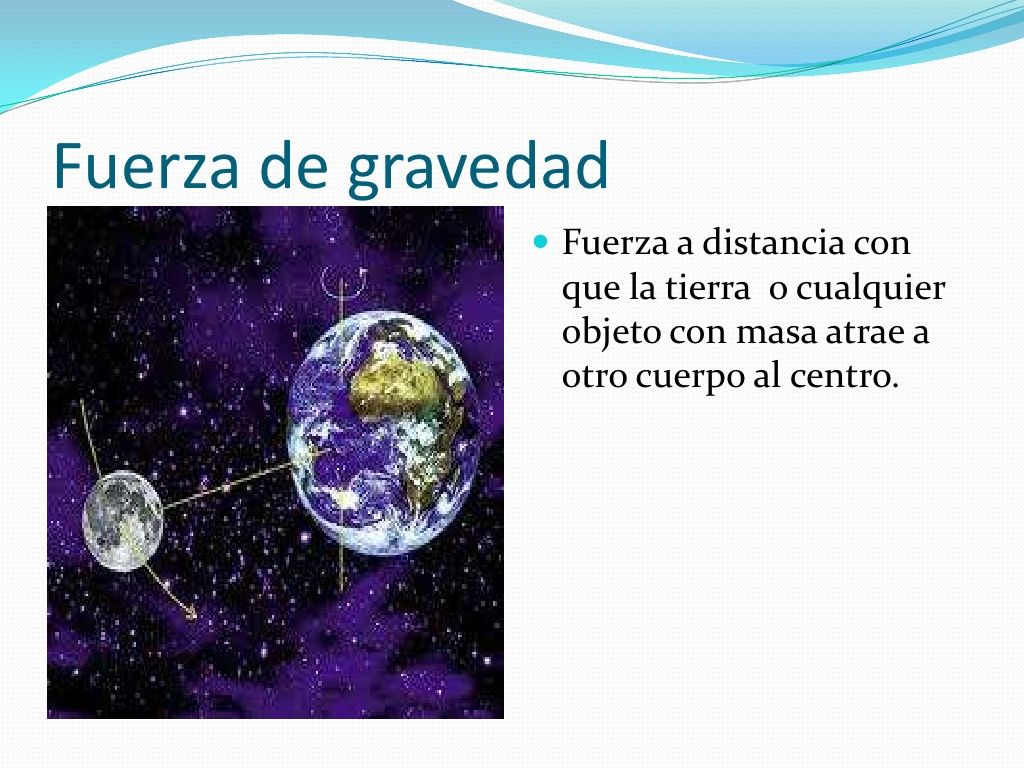 Fuerza de gravedad
Fuerza a distancia con
que la tierra  o cualquier
objeto con masa atrae a
otro cuerpo al centro.